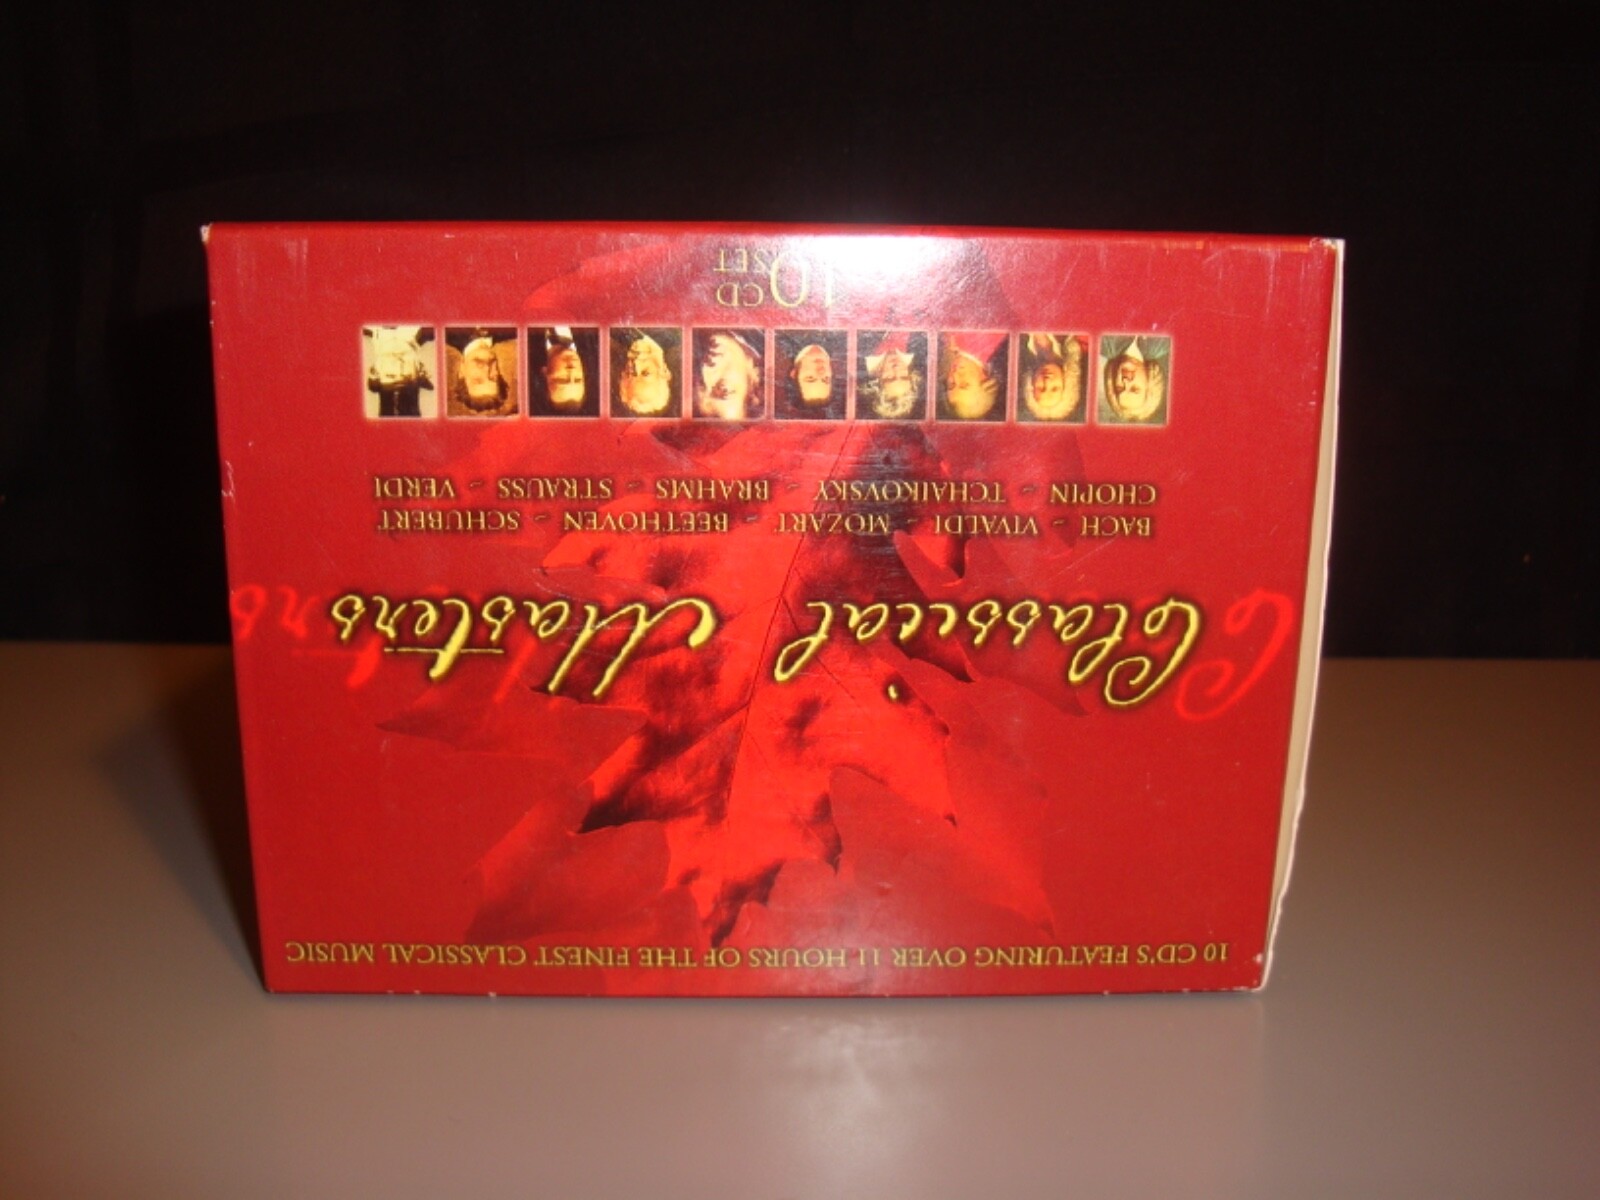 10 CD'S FEATURING OVER 11 HOURS OF THE FINEST CLASSICAL MUSIC
Classical Masters
BACH - VIVALDI - MOZART - BEETHOVEN - SCHUBERT
CHOPIN - TCHAIKOVSKY - BRAHMS - STRAUSS - VERDI
10 CD
SET